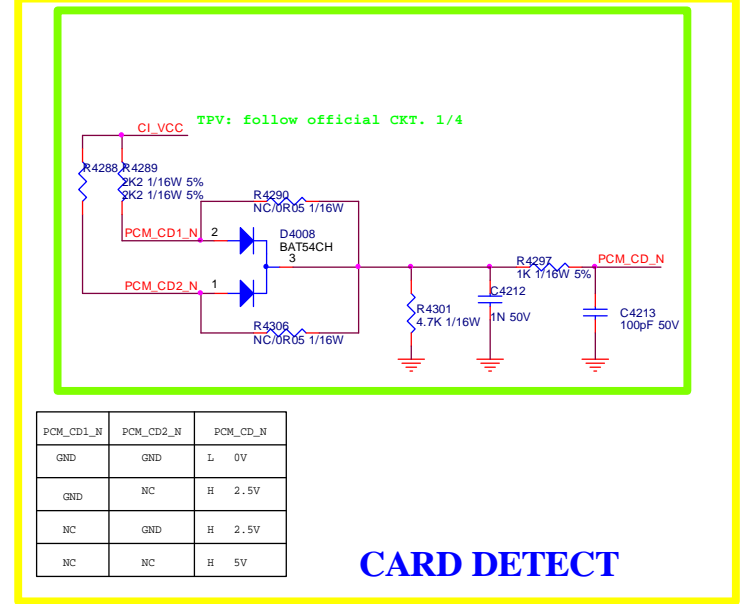 TPV: follow official CKT. 1/4
CI_VCC
R4288 R4289
2K2 1/16W 5%
2K2 1/16W 5%
R4290
NC/0R05 1/16W
PCM_CD1_N 2
D4008
BAT54CH
3
R4297
1K 1/16W 5%
PCM_CD_N
PCM_CD2_N 1
C4212
1N 50V
R4301
4.7K 1/16W
C4213
100pF 50V
R4306
NC/0R05 1/16W
PCM_CD1_N PCM_CD2_N PCM_CD_N
GND GND L 0V
GND NC H 2.5V
NC GND H 2.5V
NC NC H 5V
CARD DETECT